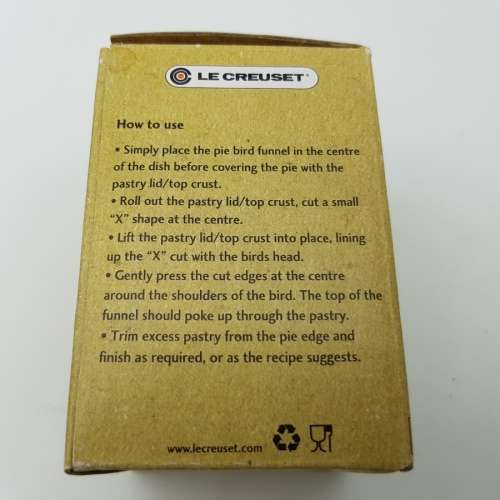 LE CREUSET®
How to use
• Simply place the pie bird funnel in the centre
of the dish before covering the pie with the
pastry lid/top crust.
• Roll out the pastry lid/top crust, cut a small
"X" shape at the centre.
• Lift the pastry lid/top crust into place, lining
up the "X" cut with the birds head.
• Gently press the cut edges at the centre
around the shoulders of the bird. The top of the
funnel should poke up through the pastry.
• Trim excess pastry from the pie edge and
finish as required, or as the recipe suggests.
www.lecreuset.com